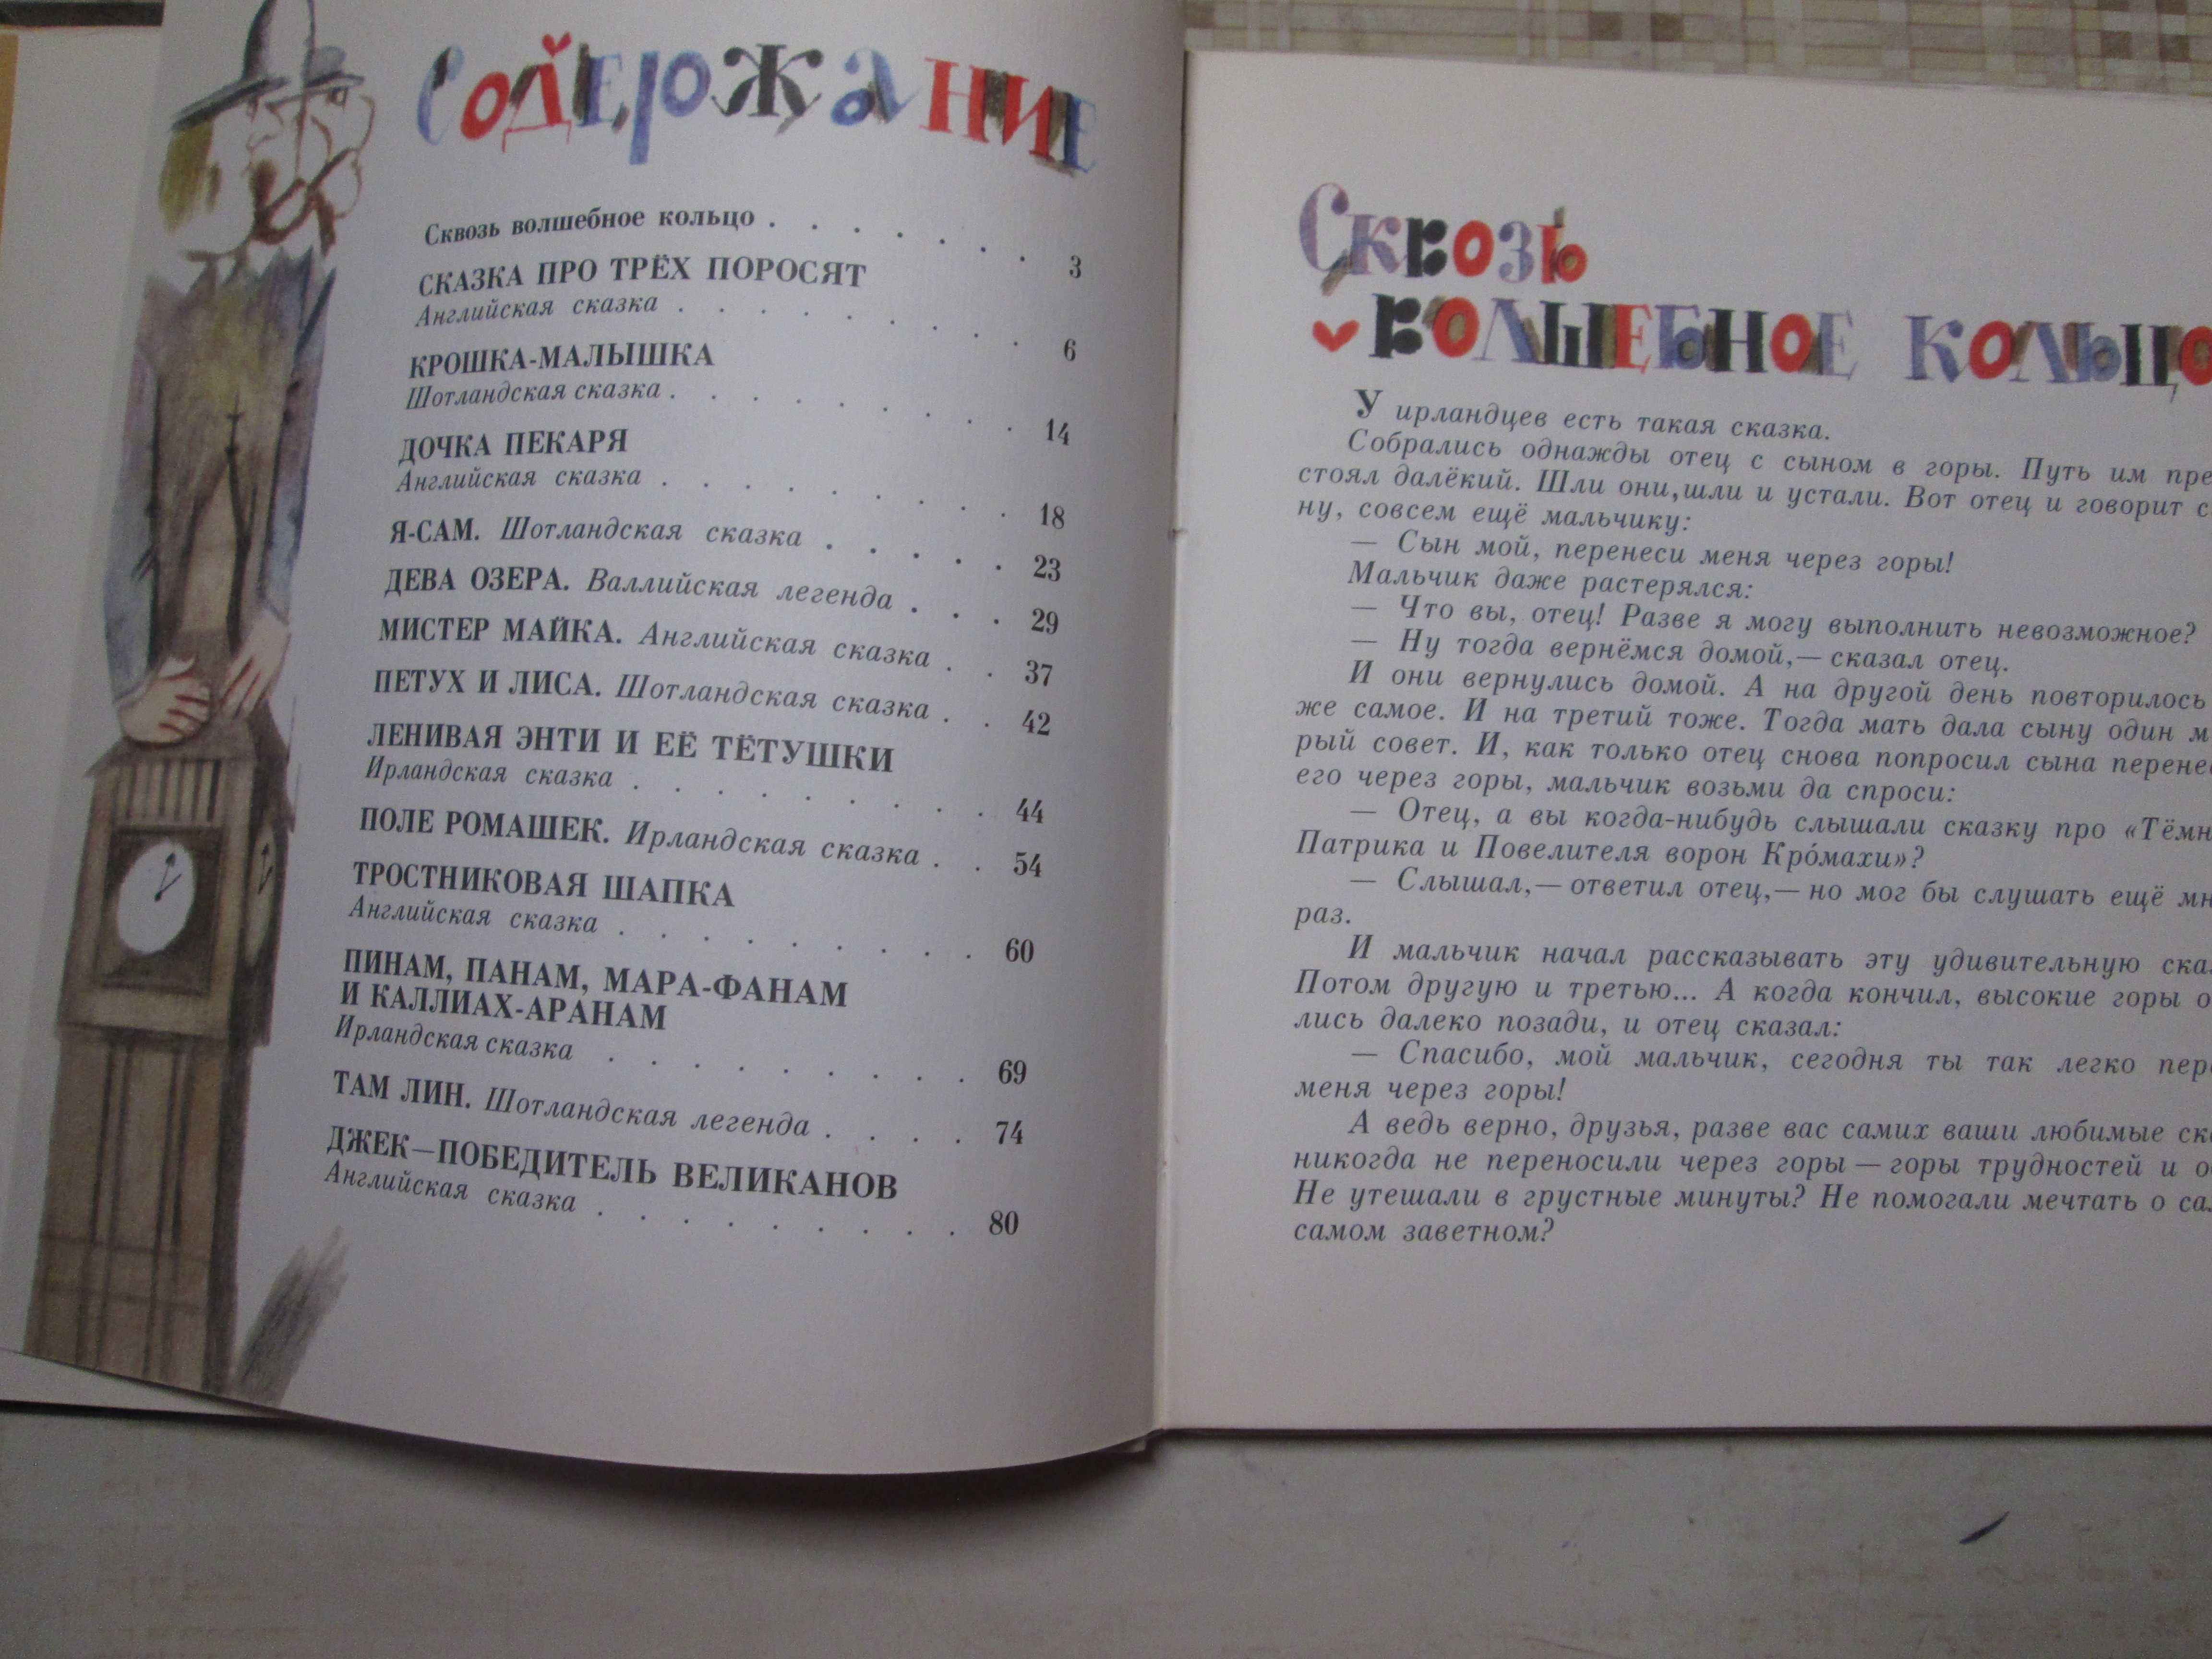 Содержание
Сквозь волшебное кольцо . . . . . . . 3
СКАЗКА ПРО ТРЁХ ПОРОСЯТ
Английская сказка . . . . . . . . . 6
КРОШКА-МАЛЫШКА
Шотландская сказка . . . . . . . . . 14
ДОЧКА ПЕКАРЯ
Английская сказка . . . . . . . . . 18
Я-САМ. Шотландская сказка . . . . . 23
ДЕВА ОЗЕРА. Валлийская легенда . . . 29
МИСТЕР МАЙКА. Английская сказка . . 37
ПЕТУХ И ЛИСА. Шотландская сказка . . 42
ЛЕНИВАЯ ЭНТИ И ЕЁ ТЁТУШКИ
Ирландская сказка . . . . . . . . . 44
ПОЛЕ РОМАШЕК. Ирландская сказка . . 54
ТРОСТНИКОВАЯ ШАПКА
Английская сказка . . . . . . . . . 60
ПИНАМ, ПАНАМ, МАРА-ФАНАМ
И КАЛЛИАХ-АРАНАМ
Ирландская сказка . . . . . . . . . 69
ТАМ ЛИН. Шотландская легенда . . . . 74
ДЖЕК—ПОБЕДИТЕЛЬ ВЕЛИКАНОВ
Английская сказка . . . . . . . . . 80
Сквозь
волшебное кольцо
У ирландцев есть такая сказка.
Собрались однажды отец с сыном в горы. Путь им пре
стоял далёкий. Шли они, шли и устали. Вот отец и говорит с
ну, совсем ещё мальчику:
— Сын мой, перенеси меня через горы!
Мальчик даже растерялся:
— Что вы, отец! Разве я могу выполнить невозможное?
— Ну тогда вернёмся домой,— сказал отец.
И они вернулись домой. А на другой день повторилось
же самое. И на третий тоже. Тогда мать дала сыну один м
рый совет. И, как только отец снова попросил сына перене
его через горы, мальчик возьми да спроси:
— Отец, а вы когда-нибудь слышали сказку про «Тёмн
Патрика и Повелителя ворон Кро́махи»?
— Слышал,— ответил отец,— но мог бы слушать ещё мн
раз.
И мальчик начал рассказывать эту удивительную сказ
Потом другую и третью... А когда кончил, высокие горы о
лись далеко позади, и отец сказал:
— Спасибо, мой мальчик, сегодня ты так легко пер
меня через горы!
А ведь верно, друзья, разве вас самих ваши любимые ск
никогда не переносили через горы — горы трудностей и о
Не утешали в грустные минуты? Не помогали мечтать о са
самом заветном?